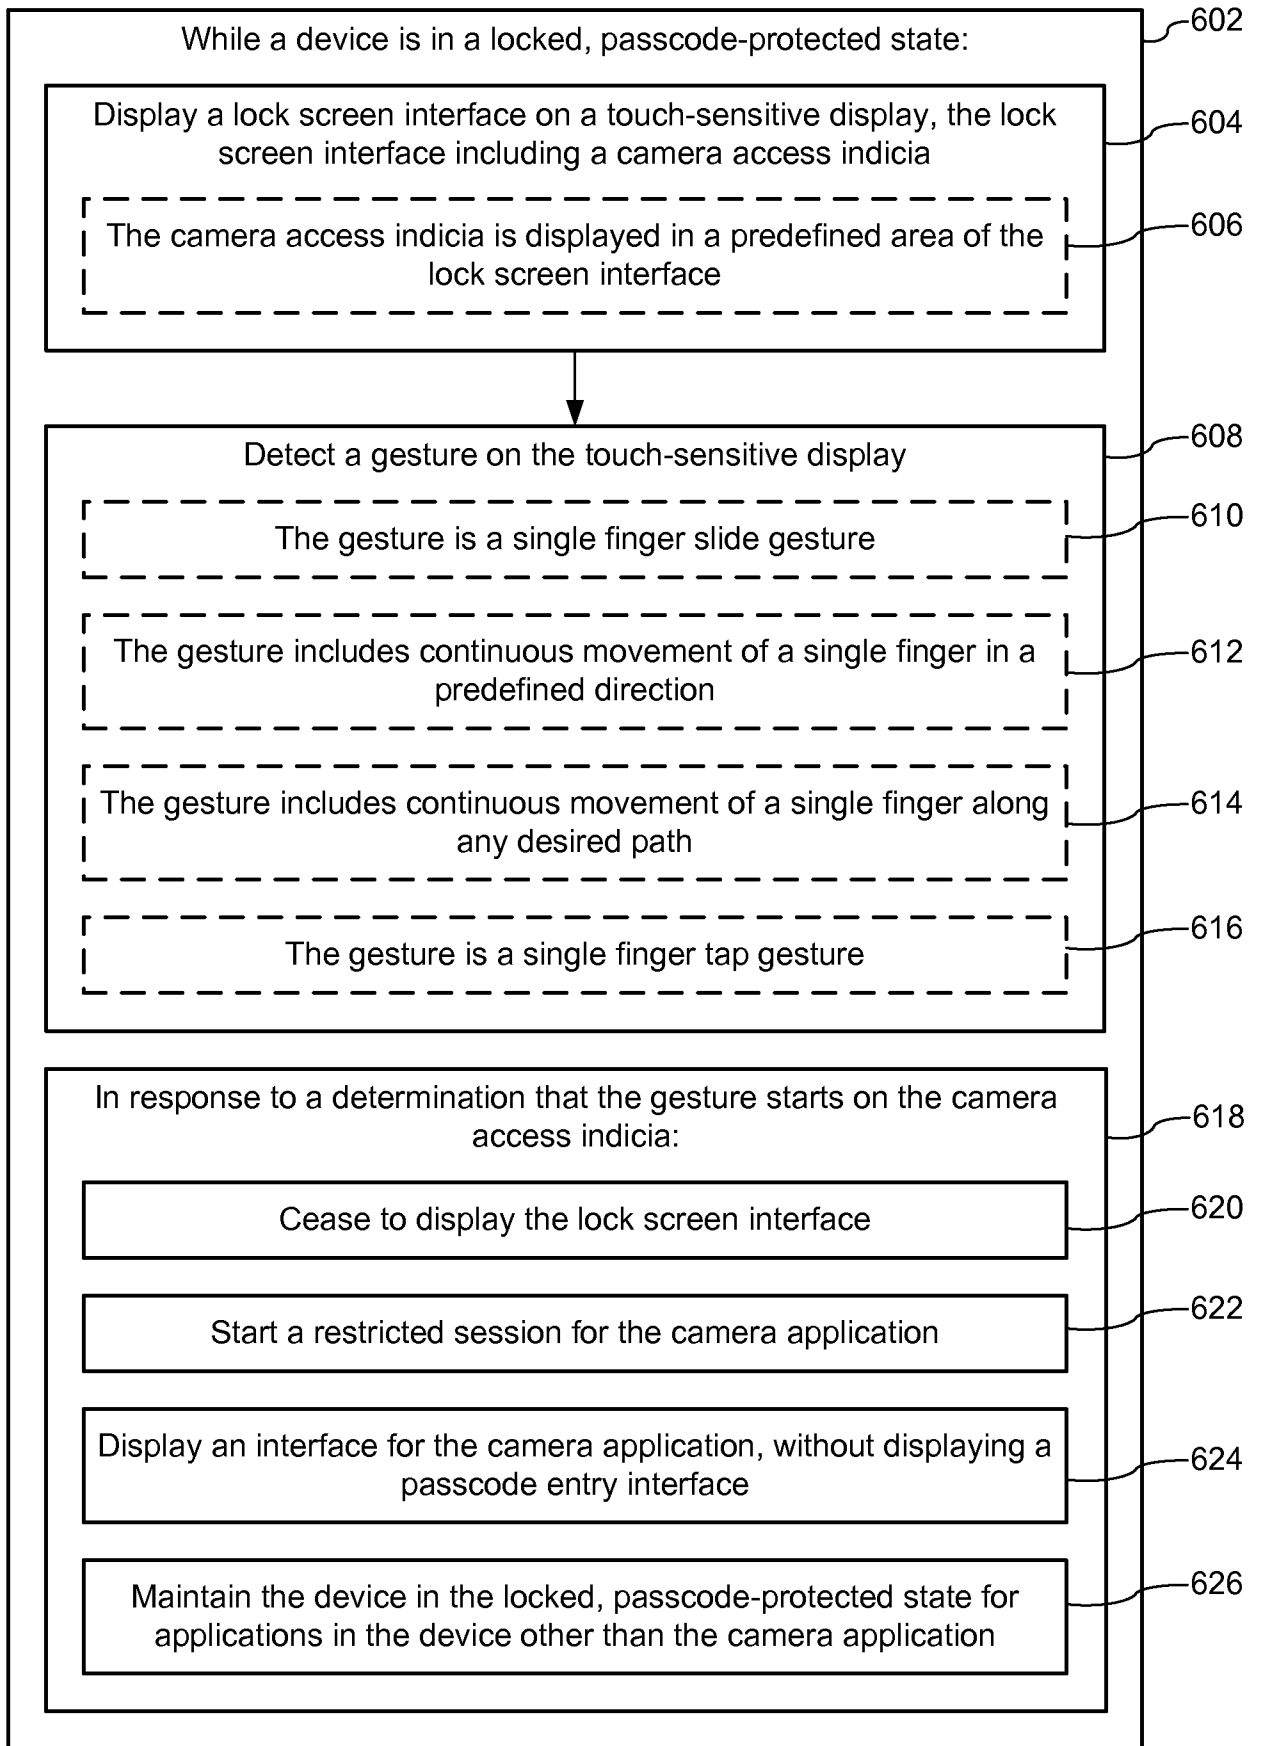 While a device is in a locked, passcode-protected state:
602
Display a lock screen interface on a touch-sensitive display, the lock
screen interface including a camera access indicia
604
The camera access indicia is displayed in a predefined area of the
lock screen interface
606
Detect a gesture on the touch-sensitive display
608
The gesture is a single finger slide gesture
610
The gesture includes continuous movement of a single finger in a
predefined direction
612
The gesture includes continuous movement of a single finger along
any desired path
614
The gesture is a single finger tap gesture
616
In response to a determination that the gesture starts on the camera
access indicia:
618
Cease to display the lock screen interface
620
Start a restricted session for the camera application
622
Display an interface for the camera application, without displaying a
passcode entry interface
624
Maintain the device in the locked, passcode-protected state for
applications in the device other than the camera application
626